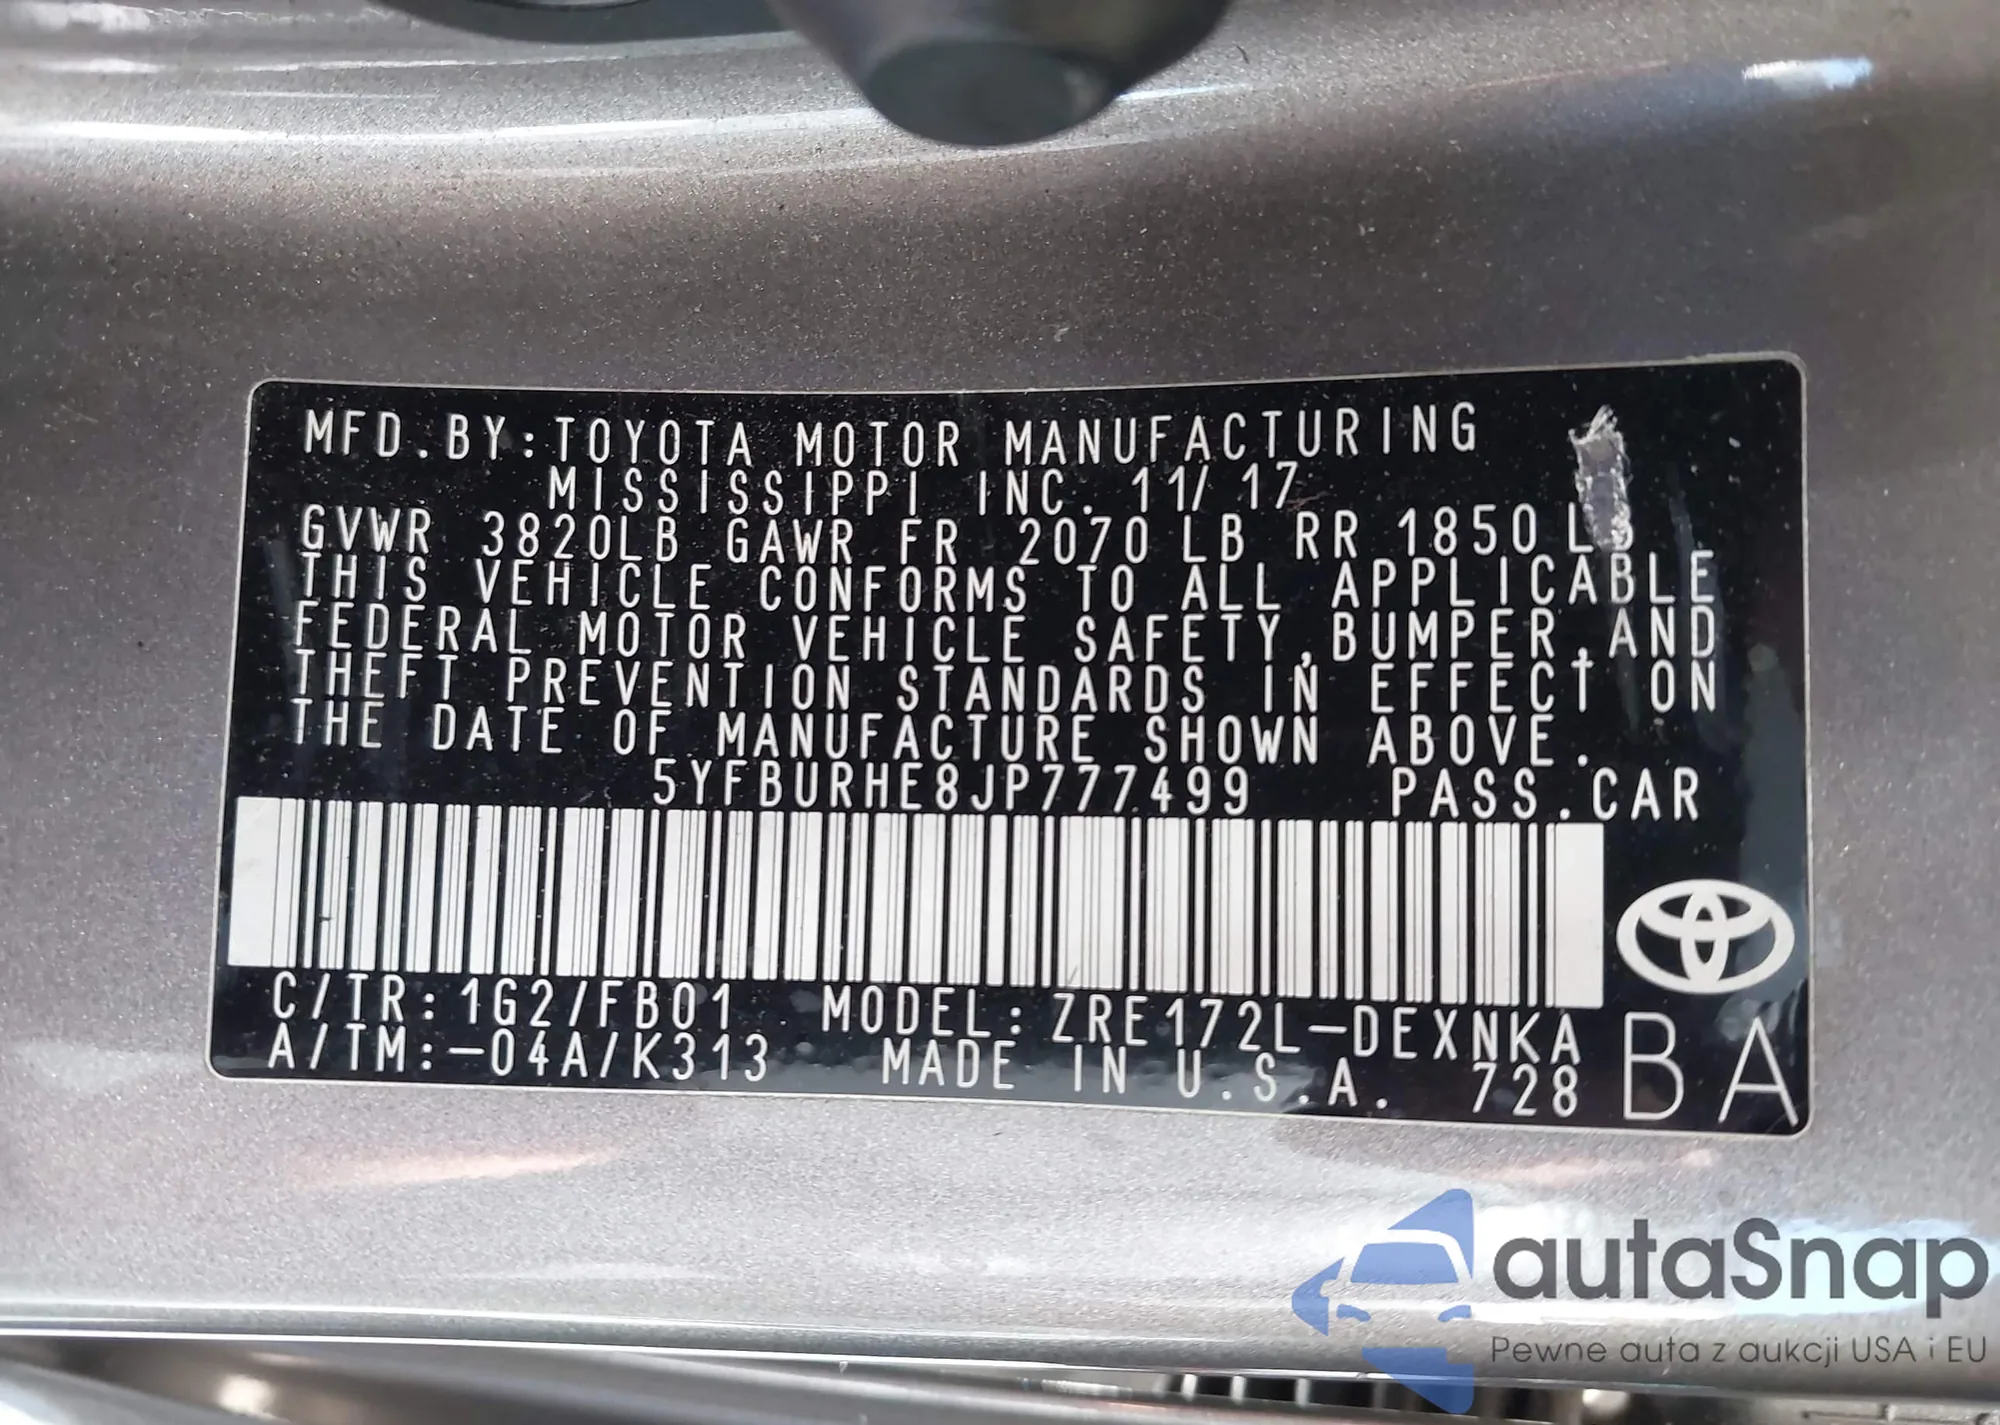 MFD.BY:TOYOTA MOTOR MANUFACTURING
MISSISSIPPI INC. 11/17
GVWR 3820LB GAWR FR 2070LB RR 1850LB
THIS VEHICLE CONFORMS TO ALL APPLICABLE
FEDERAL MOTOR VEHICLE SAFETY,BUMPER,AND
THEFT PREVENTION STANDARDS IN EFFECT ON
THE DATE OF MANUFACTURE SHOWN ABOVE.
5YFBURHE8JP777499 PASS.CAR
C/TR:1G2/FB01 MODEL:ZRE172L-DEXNKA
A/TM:-04A/K313 MADE IN U.S.A. 728
BA
autaSnap
Pewne auta z aukcji USA i EU